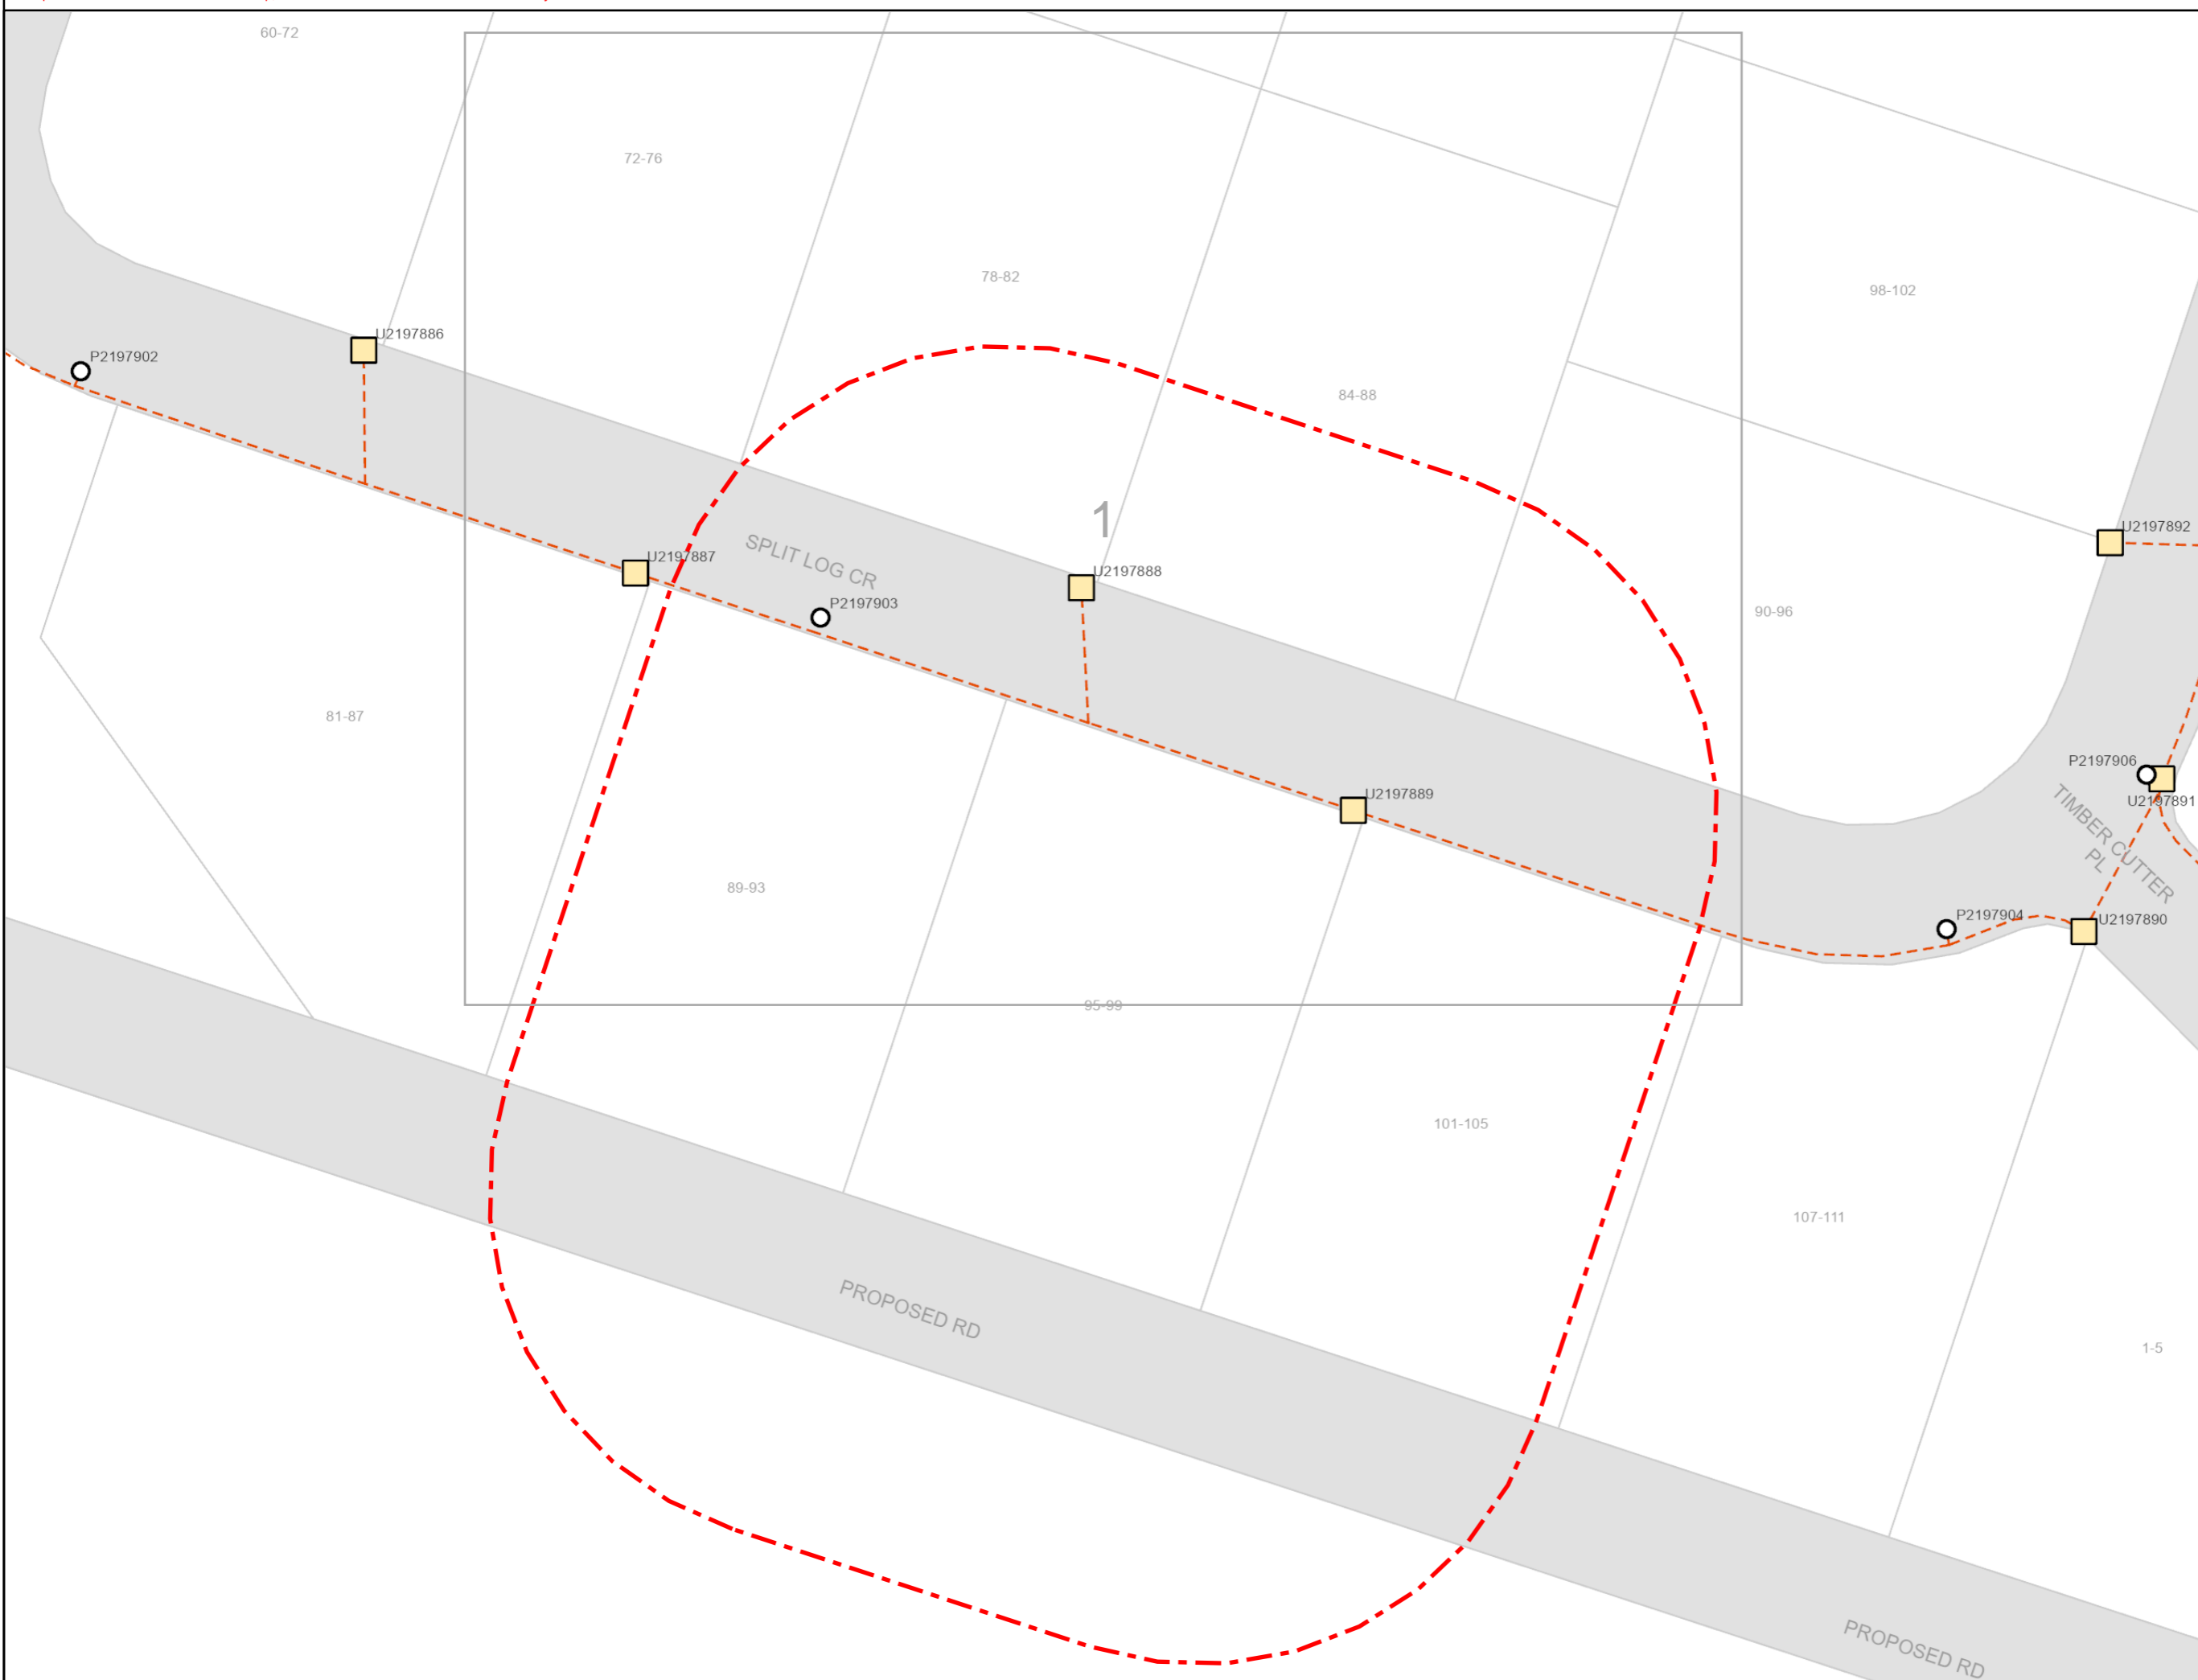 60-72
72-76
78-82
98-102
U2197886
P2197902
84-88
1
U2197892
SPLIT LOG CR
U2197887
U2197888
P2197903
90-96
81-87
P2197906
U2197891
U2197889
TIMBER CUTTER
PL
89-93
P2197904
U2197890
95-99
101-105
107-111
PROPOSED RD
1-5
PROPOSED RD